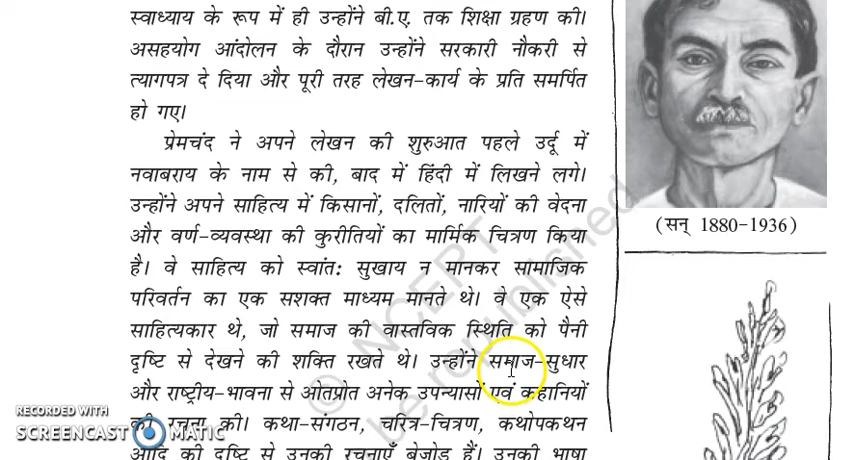 स्वाध्याय के रूप में ही उन्होंने बी.ए. तक शिक्षा ग्रहण की।
असहयोग आंदोलन के दौरान उन्होंने सरकारी नौकरी से
त्यागपत्र दे दिया और पूरी तरह लेखन-कार्य के प्रति समर्पित
हो गए।
प्रेमचंद ने अपने लेखन की शुरुआत पहले उर्दू में
नवाबराय के नाम से की, बाद में हिंदी में लिखने लगे।
उन्होंने अपने साहित्य में किसानों, दलितों, नारियों की वेदना
और वर्ण-व्यवस्था की कुरीतियों का मार्मिक चित्रण किया
है। वे साहित्य को स्वांत: सुखाय न मानकर सामाजिक
परिवर्तन का एक सशक्त माध्यम मानते थे। वे एक ऐसे
साहित्यकार थे, जो समाज की वास्तविक स्थिति को पैनी
दृष्टि से देखने की शक्ति रखते थे। उन्होंने समाज-सुधार
और राष्ट्रीय-भावना से ओतप्रोत अनेक उपन्यासों एवं कहानियों
की रचना की। कथा-संगठन, चरित्र-चित्रण, कथोपकथन
आदि की दृष्टि से उनकी रचनाएँ बेजोड़ हैं। उनकी भाषा
(सन् 1880-1936)
© NCERT
be republished
RECORDED WITH
SCREENCAST MATIC